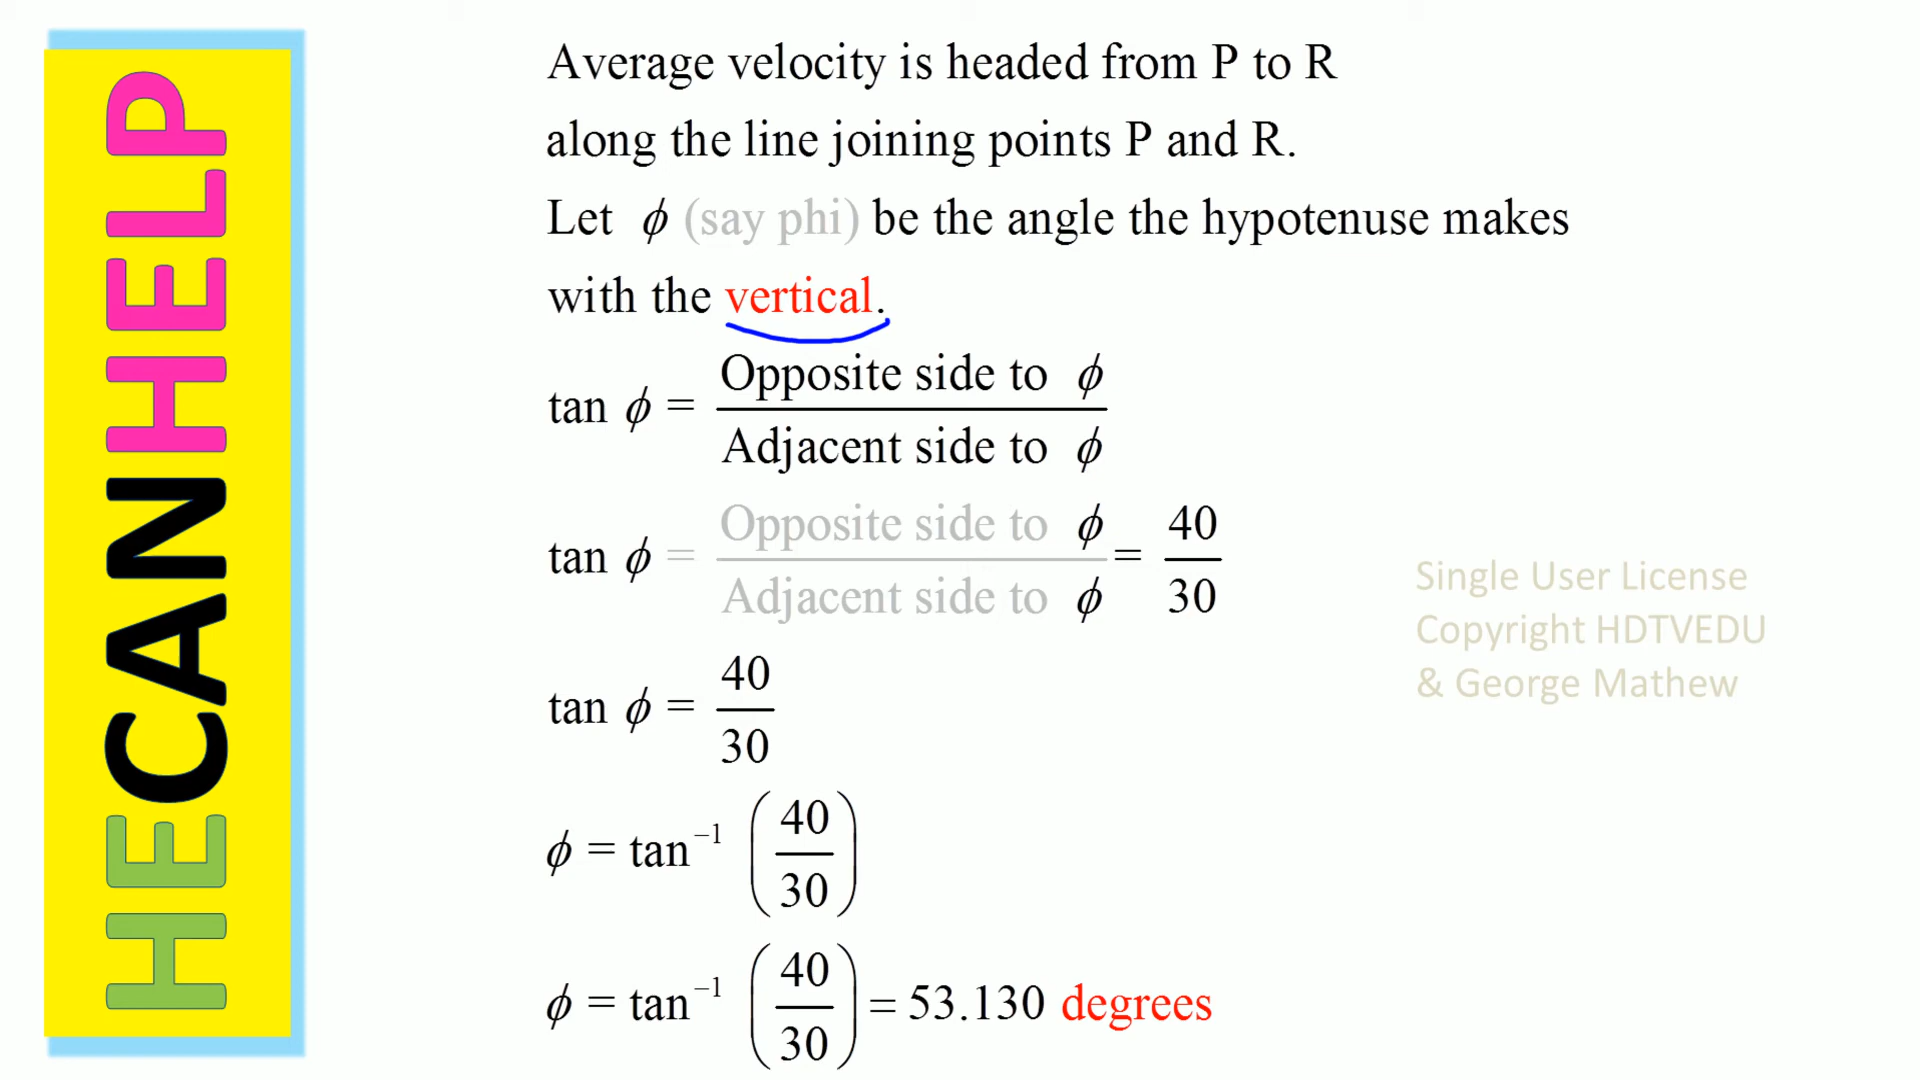 HECANHELP
Average velocity is headed from P to R
along the line joining points P and R.
Let ϕ (say phi) be the angle the hypotenuse makes
with the vertical.
tan ϕ = Opposite side to ϕ / Adjacent side to ϕ
tan ϕ = Opposite side to ϕ / Adjacent side to ϕ = 40 / 30
tan ϕ = 40 / 30
ϕ = tan⁻¹ (40 / 30)
ϕ = tan⁻¹ (40 / 30) = 53.130 degrees
Single User License
Copyright HDTVEDU
& George Mathew